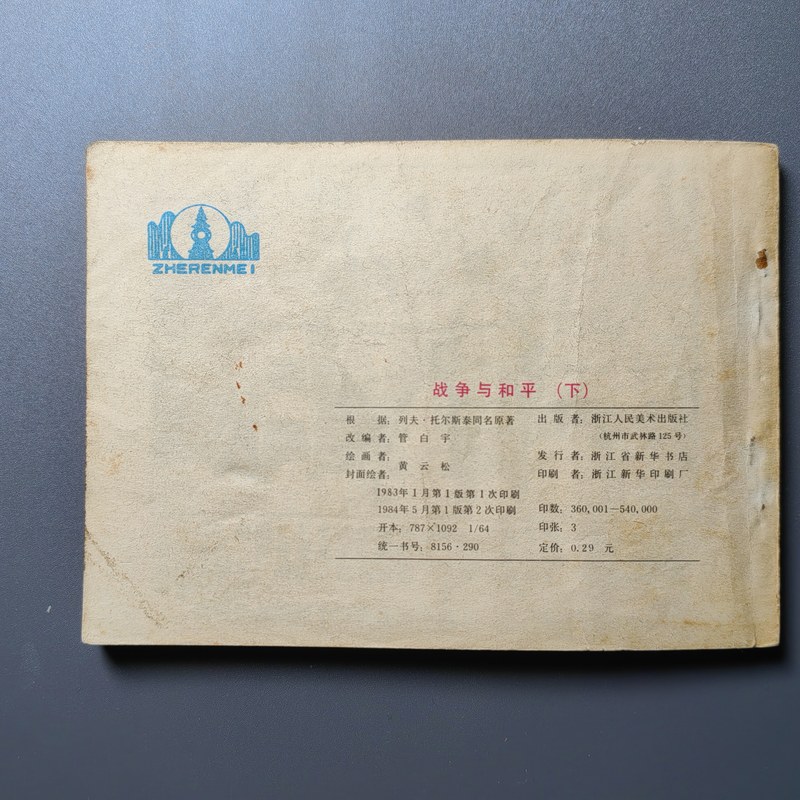 ZHERENMEI
战争与和平（下）
根 据：列夫·托尔斯泰同名原著
改编者：管 白 宇
绘画者：
黄 云 松
封面绘者：
1983年1月第1版第1次印刷
1984年5月第1版第2次印刷
开本：787×1092 1/64
统一书号：8156·290
出 版 者：浙江人民美术出版社
（杭州市武林路125号）
发 行 者：浙江省新华书店
印 刷 者：浙江新华印刷厂
印数：360,001—540,000
印张：3
定价：0.29 元